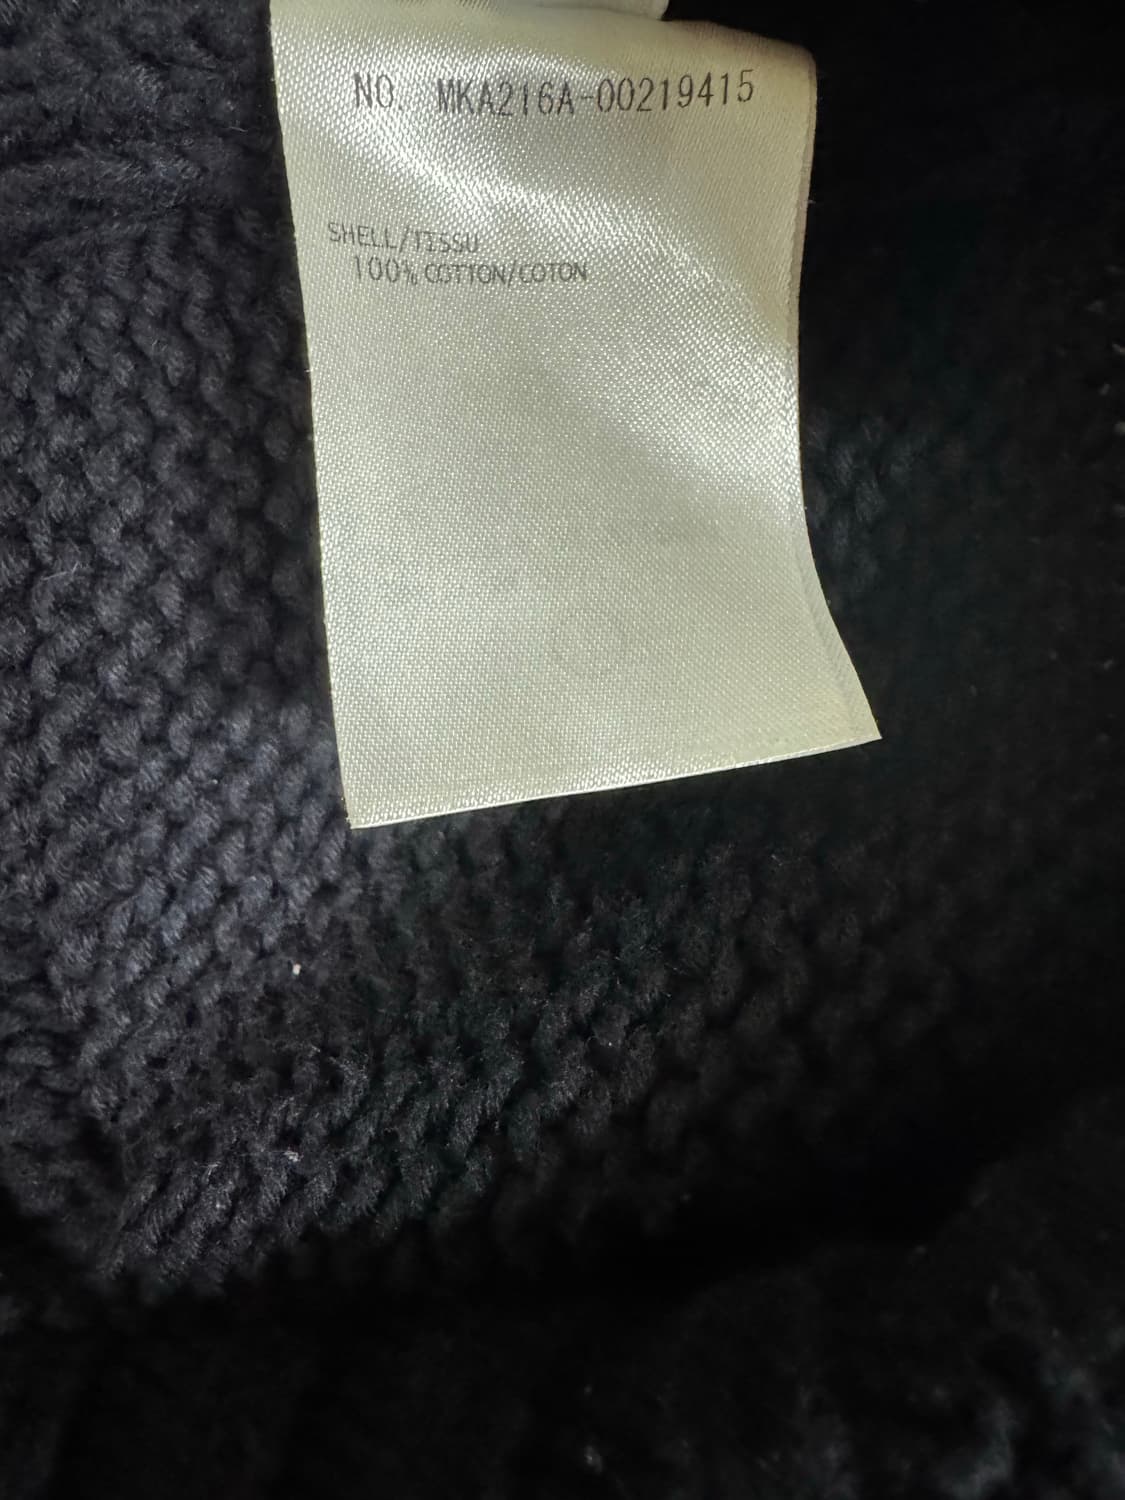 NO. MKA216A-00219415
SHELL/TISSU
100% COTTON/COTON